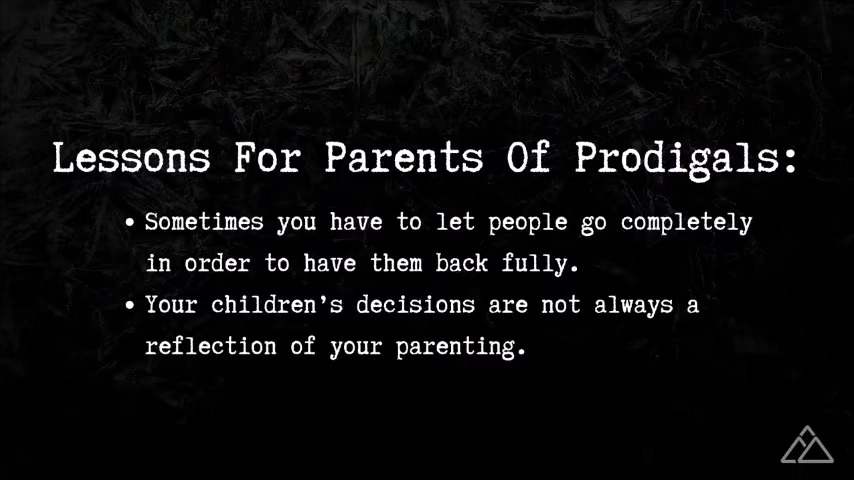 Lessons For Parents Of Prodigals:
• Sometimes you have to let people go completely
in order to have them back fully.
• Your children's decisions are not always a
reflection of your parenting.